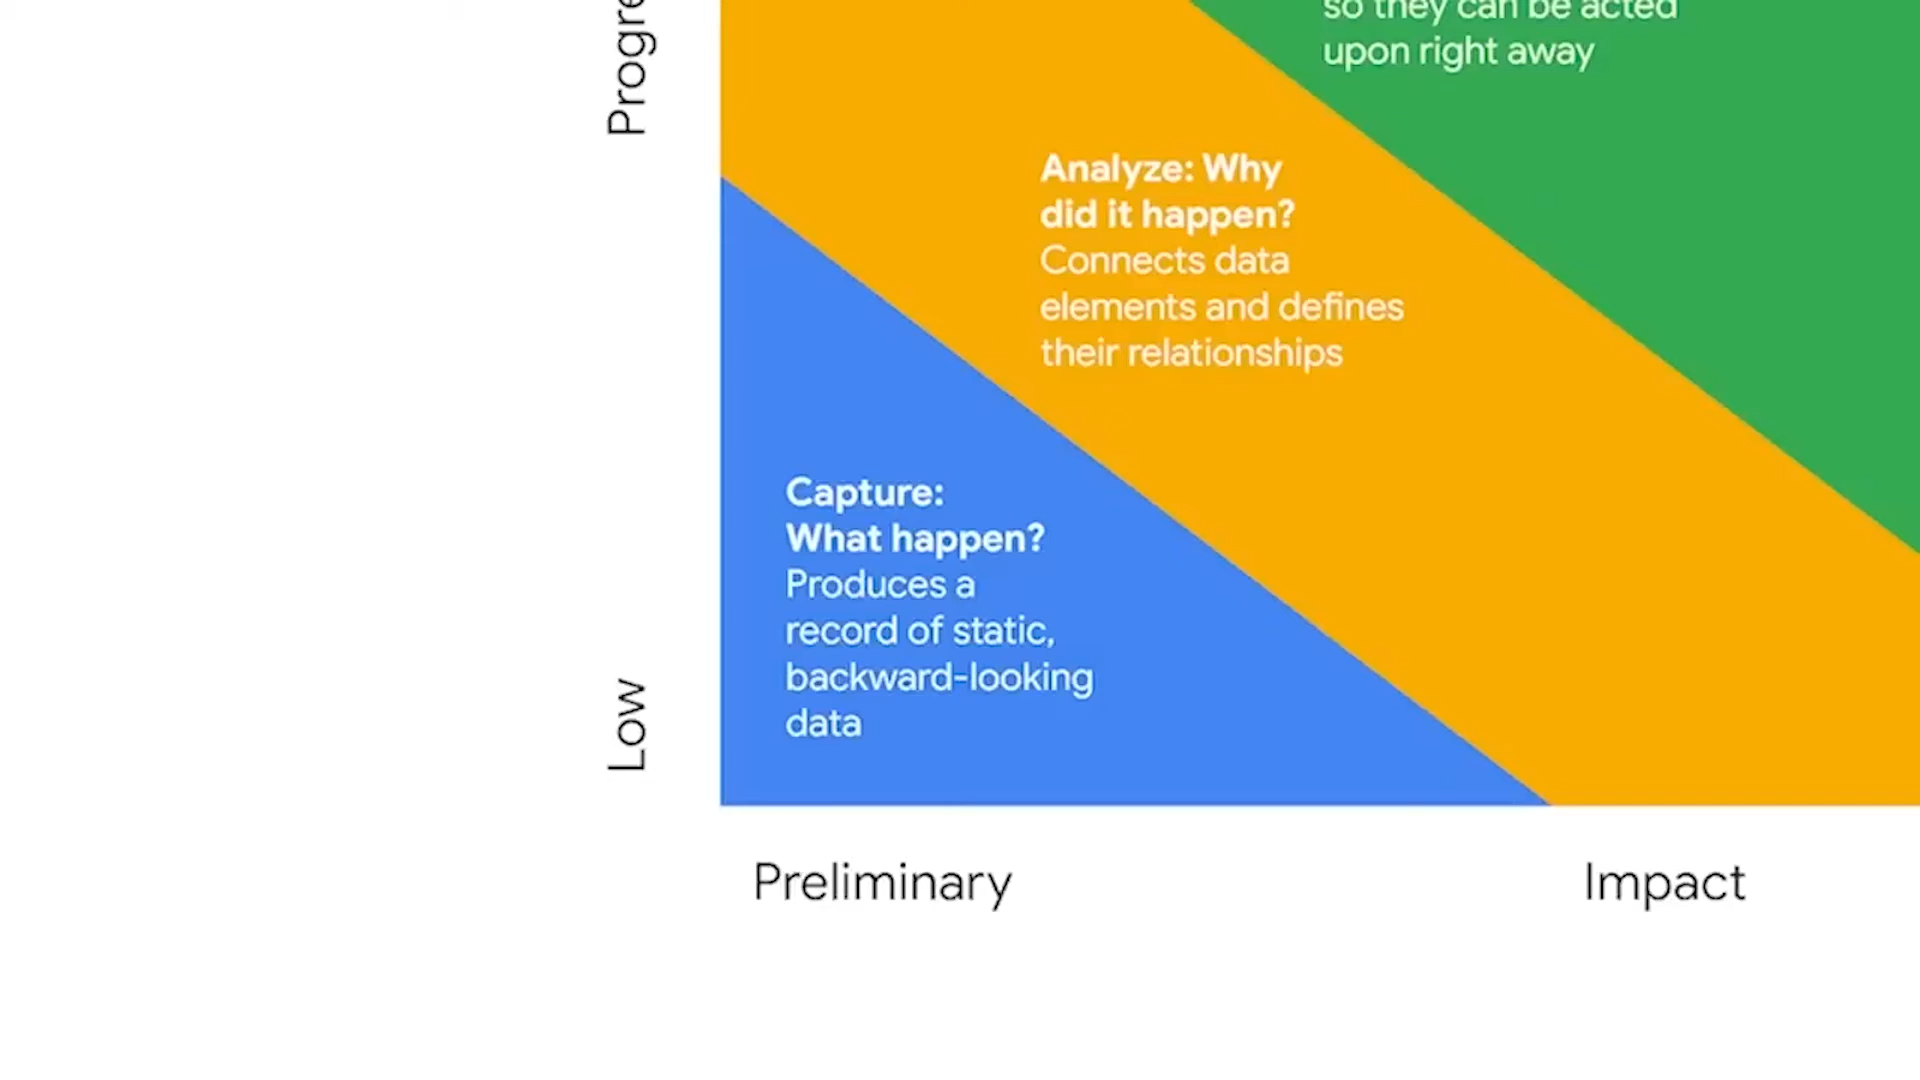 so they can be acted
upon right away
Analyze: Why
did it happen?
Connects data
elements and defines
their relationships
Capture:
What happen?
Produces a
record of static,
backward-looking
data
Low
Preliminary
Impact